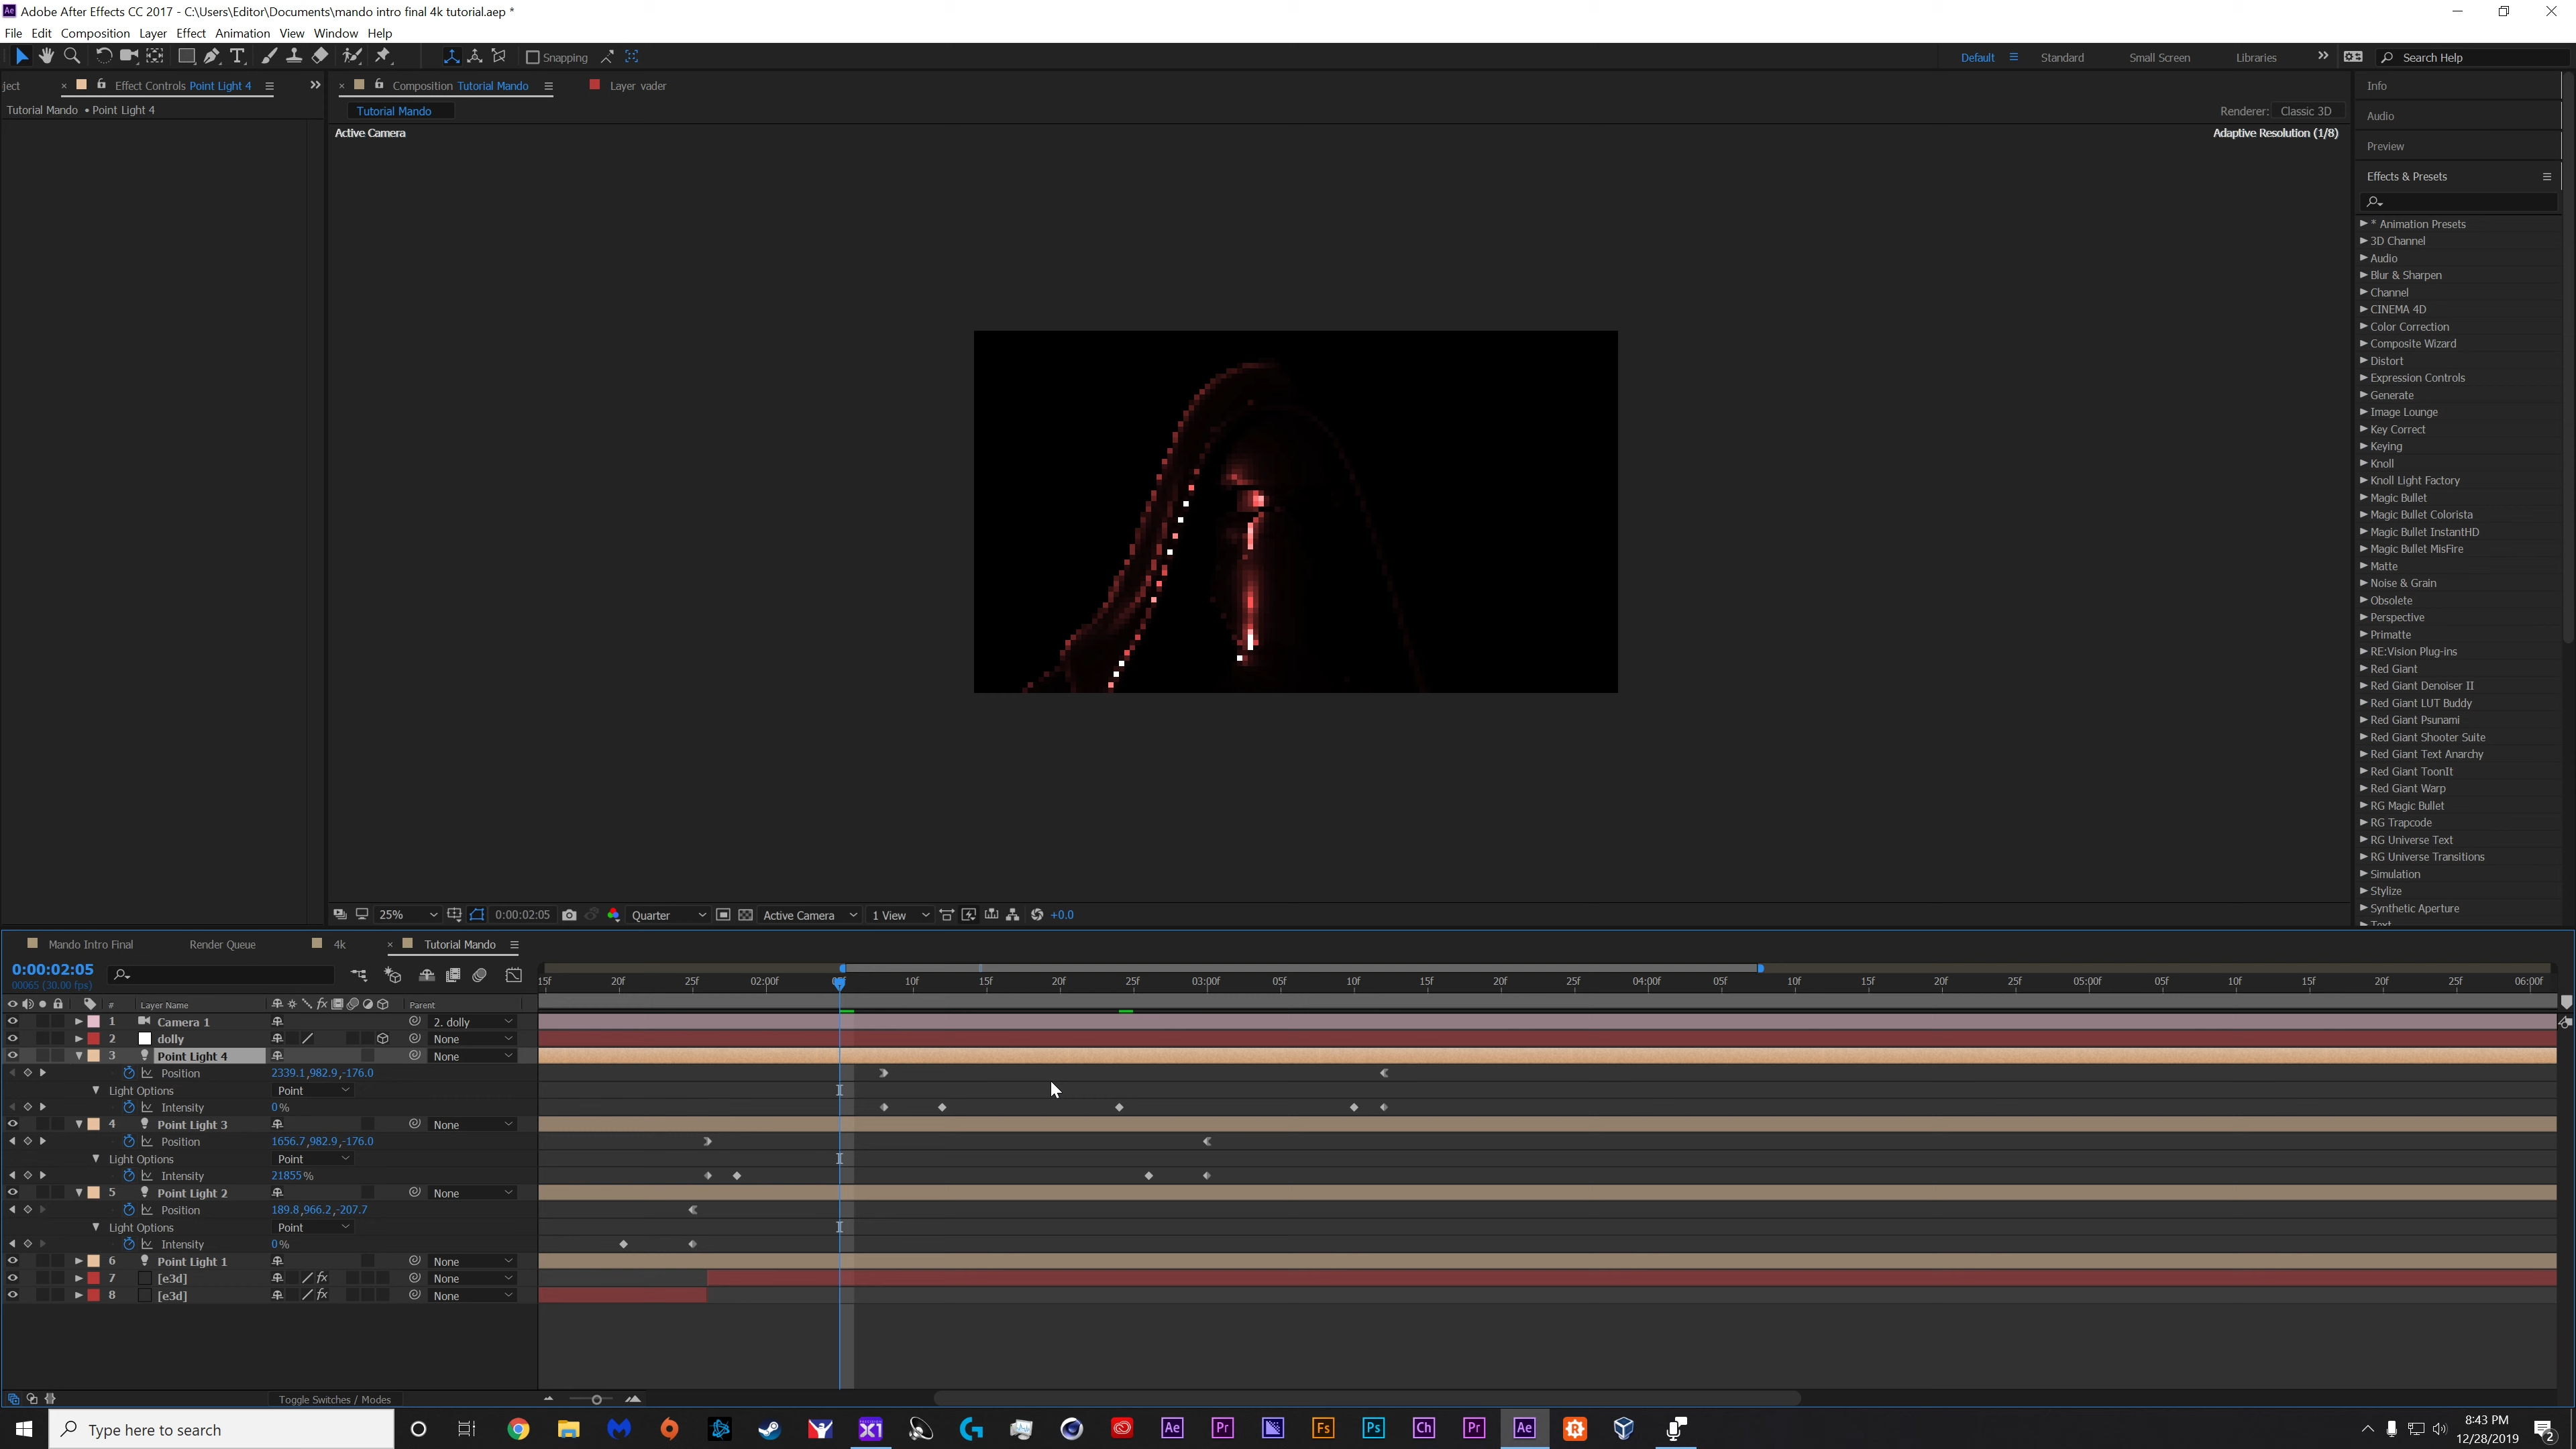 Adobe After Effects CC 2017 - C:\Users\Editor\Documents\mando intro final 4k tutorial.aep *
File Edit Composition Layer Effect Animation View Window Help
Snapping
Default Standard Small Screen Libraries Search Help
ject Effect Controls Point Light 4
Composition Tutorial Mando Layer vader
Tutorial Mando • Point Light 4
Tutorial Mando
Renderer: Classic 3D
Active Camera
Adaptive Resolution (1/8)
Info
Audio
Preview
Effects & Presets
* Animation Presets
3D Channel
Audio
Blur & Sharpen
Channel
CINEMA 4D
Color Correction
Composite Wizard
Distort
Expression Controls
Generate
Image Lounge
Key Correct
Keying
Knoll
Knoll Light Factory
Magic Bullet
Magic Bullet Colorista
Magic Bullet InstantHD
Magic Bullet MisFire
Matte
Noise & Grain
Obsolete
Perspective
Primatte
RE:Vision Plug-ins
Red Giant
Red Giant Denoiser II
Red Giant LUT Buddy
Red Giant Psunami
Red Giant Shooter Suite
Red Giant Text Anarchy
Red Giant ToonIt
Red Giant Warp
RG Magic Bullet
RG Trapcode
RG Universe Text
RG Universe Transitions
Simulation
Stylize
Synthetic Aperture
Text
25% 0:00:02:05 Quarter Active Camera 1 View +0.0
Mando Intro Final Render Queue 4k Tutorial Mando
0:00:02:05
00065 (30.00 fps)
15f 20f 25f 02:00f 05f 10f 15f 20f 25f 03:00f 05f 10f 15f 20f 25f 04:00f 05f 10f 15f 20f 25f 05:00f 05f 10f 15f 20f 25f 06:00f
# Layer Name Parent
1 Camera 1 2. dolly
2 dolly None
3 Point Light 4 None
Position 2339.1,982.9,-176.0
Light Options Point
Intensity 0%
4 Point Light 3 None
Position 1656.7,982.9,-176.0
Light Options Point
Intensity 21855%
5 Point Light 2 None
Position 189.8,966.2,-207.7
Light Options Point
Intensity 0%
6 Point Light 1 None
7 [e3d] fx None
8 [e3d] fx None
Toggle Switches / Modes
Type here to search
X1 Ae Pr Fs Ps Ch Pr Ae
8:43 PM
12/28/2019
2